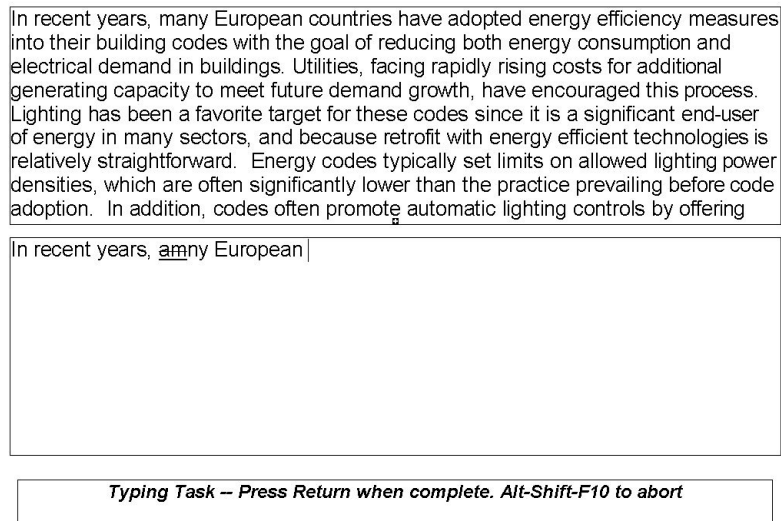 In recent years, many European countries have adopted energy efficiency measures
into their building codes with the goal of reducing both energy consumption and
electrical demand in buildings. Utilities, facing rapidly rising costs for additional
generating capacity to meet future demand growth, have encouraged this process.
Lighting has been a favorite target for these codes since it is a significant end-user
of energy in many sectors, and because retrofit with energy efficient technologies is
relatively straightforward.  Energy codes typically set limits on allowed lighting power
densities, which are often significantly lower than the practice prevailing before code
adoption.  In addition, codes often promote automatic lighting controls by offering
In recent years, amny European
Typing Task -- Press Return when complete. Alt-Shift-F10 to abort